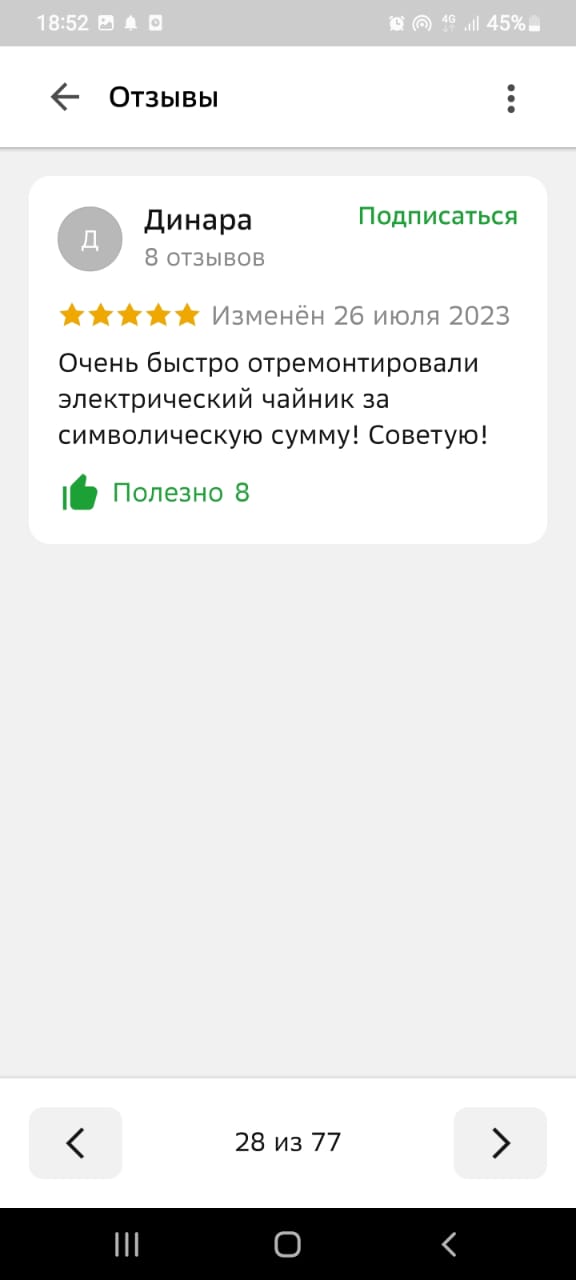 18:52
4G
45%
Отзывы
Д
Динара
Подписаться
8 отзывов
Изменён 26 июля 2023
Очень быстро отремонтировали
электрический чайник за
символическую сумму! Советую!
Полезно 8
28 из 77